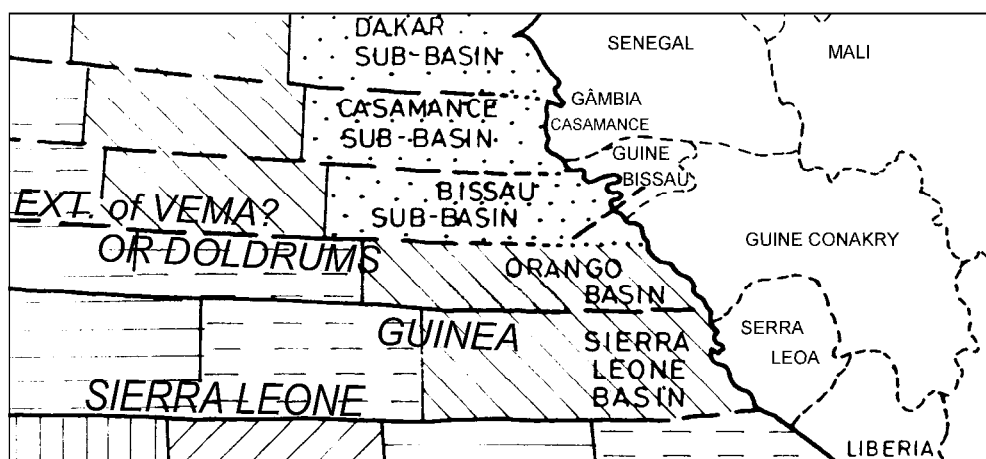 DAKAR
SUB-BASIN
SENEGAL
MALI
CASAMANCE
SUB-BASIN
GÂMBIA
CASAMANCE
GUINE
BISSAU
BISSAU
SUB-BASIN
EXT. of VEMA?
OR DOLDRUMS
ORANGO
BASIN
GUINE CONAKRY
GUINEA
SIERRA
LEONE
BASIN
SERRA
LEOA
SIERRA LEONE
LIBERIA